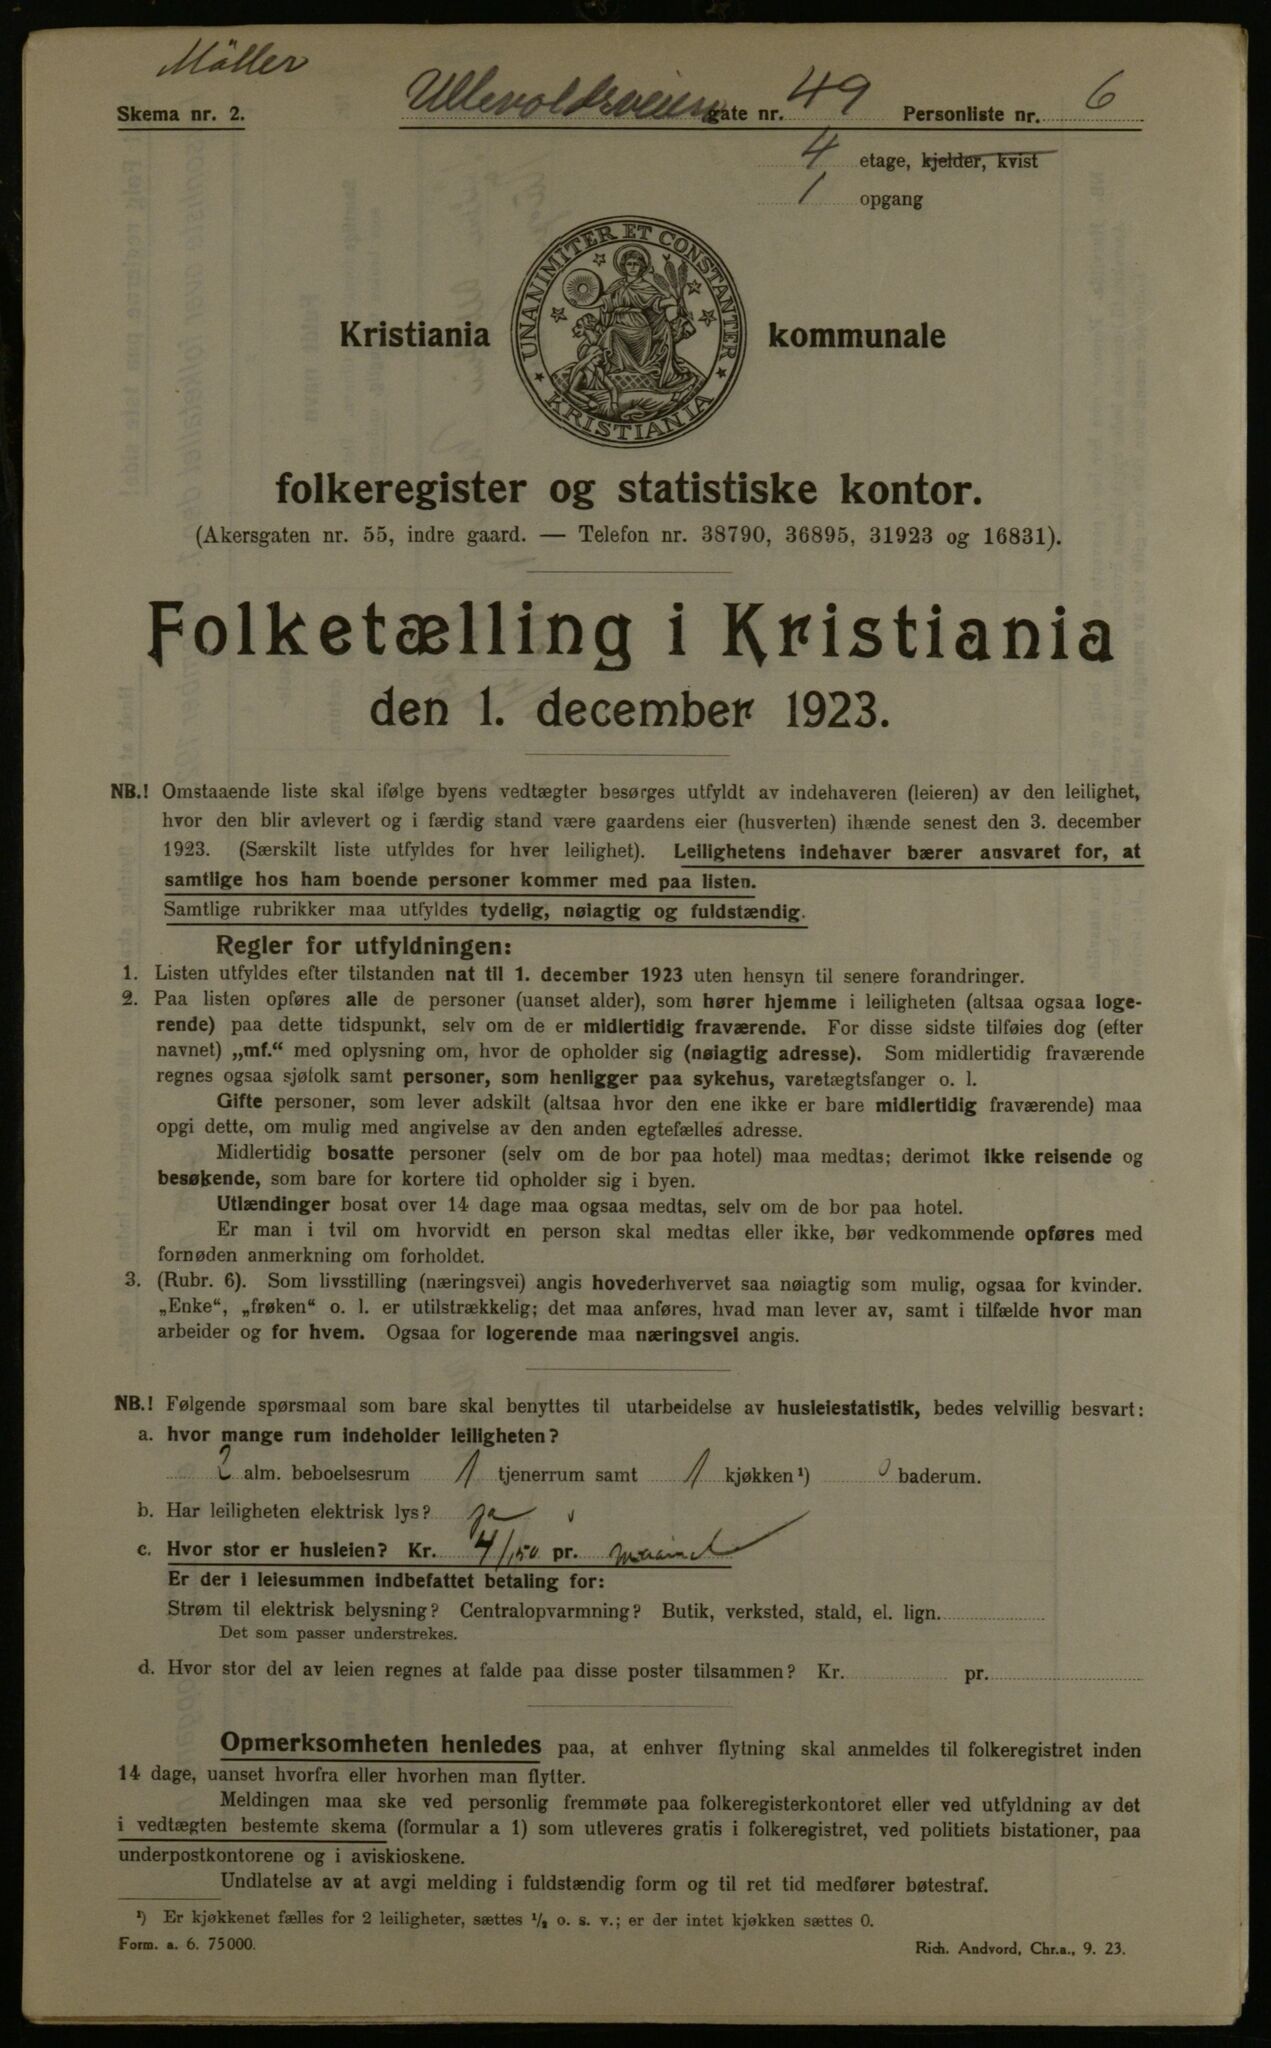 Möller
Skema nr. 2.
Ullevoldsveien gate nr. 49 Personliste nr. 6
4 etage, kjelder, kvist
1 opgang
UNANIMITER ET CONSTANTER
KRISTIANIA
Kristiania kommunale
folkeregister og statistiske kontor.
(Akersgaten nr. 55, indre gaard. — Telefon nr. 38790, 36895, 31923 og 16831).
Folketælling i Kristiania
den 1. december 1923.
NB.! Omstaaende liste skal ifølge byens vedtægter besørges utfyldt av indehaveren (leieren) av den leilighet,
hvor den blir avlevert og i færdig stand være gaardens eier (husverten) ihænde senest den 3. december
1923. (Særskilt liste utfyldes for hver leilighet). Leilighetens indehaver bærer ansvaret for, at
samtlige hos ham boende personer kommer med paa listen.
Samtlige rubrikker maa utfyldes tydelig, nøiagtig og fuldstændig.
Regler for utfyldningen:
1. Listen utfyldes efter tilstanden nat til 1. december 1923 uten hensyn til senere forandringer.
2. Paa listen opføres alle de personer (uanset alder), som hører hjemme i leiligheten (altsaa ogsaa loge-
rende) paa dette tidspunkt, selv om de er midlertidig fraværende. For disse sidste tilføies dog (efter
navnet) „mf.“ med oplysning om, hvor de opholder sig (nøiagtig adresse). Som midlertidig fraværende
regnes ogsaa sjøfolk samt personer, som henligger paa sykehus, varetægtsfanger o. l.
Gifte personer, som lever adskilt (altsaa hvor den ene ikke er bare midlertidig fraværende) maa
opgi dette, om mulig med angivelse av den anden egtefælles adresse.
Midlertidig bosatte personer (selv om de bor paa hotel) maa medtas; derimot ikke reisende og
besøkende, som bare for kortere tid opholder sig i byen.
Utlændinger bosat over 14 dage maa ogsaa medtas, selv om de bor paa hotel.
Er man i tvil om hvorvidt en person skal medtas eller ikke, bør vedkommende opføres med
fornøden anmerkning om forholdet.
3. (Rubr. 6). Som livsstilling (næringsvei) angis hovederhvervet saa nøiagtig som mulig, ogsaa for kvinder.
„Enke“, „frøken“ o. l. er utilstrækkelig; det maa anføres, hvad man lever av, samt i tilfælde hvor man
arbeider og for hvem. Ogsaa for logerende maa næringsvei angis.
NB.! Følgende spørsmaal som bare skal benyttes til utarbeidelse av husleiestatistik, bedes velvillig besvart:
a. hvor mange rum indeholder leiligheten?
2 alm. beboelsesrum 1 tjenerrum samt 1 kjøkken¹) 0 baderum.
b. Har leiligheten elektrisk lys? ja
c. Hvor stor er husleien? Kr. 41,50 pr. maaned
Er der i leiesummen indbefattet betaling for:
Strøm til elektrisk belysning? Centralopvarmning? Butik, verksted, stald, el. lign.
Det som passer understrekes.
d. Hvor stor del av leien regnes at falde paa disse poster tilsammen? Kr. pr.
Opmerksomheten henledes paa, at enhver flytning skal anmeldes til folkeregistret inden
14 dage, uanset hvorfra eller hvorhen man flytter.
Meldingen maa ske ved personlig fremmøte paa folkeregisterkontoret eller ved utfyldning av det
i vedtægten bestemte skema (formular a 1) som utleveres gratis i folkeregistret, ved politiets bistationer, paa
underpostkontorene og i aviskioskene.
Undlatelse av at avgi melding i fuldstændig form og til ret tid medfører bøtestraf.
¹) Er kjøkkenet fælles for 2 leiligheter, sættes ½ o. s. v.; er der intet kjøkken sættes 0.
Form. a. 6. 75000.
Rich. Andvord, Chr.a., 9. 23.